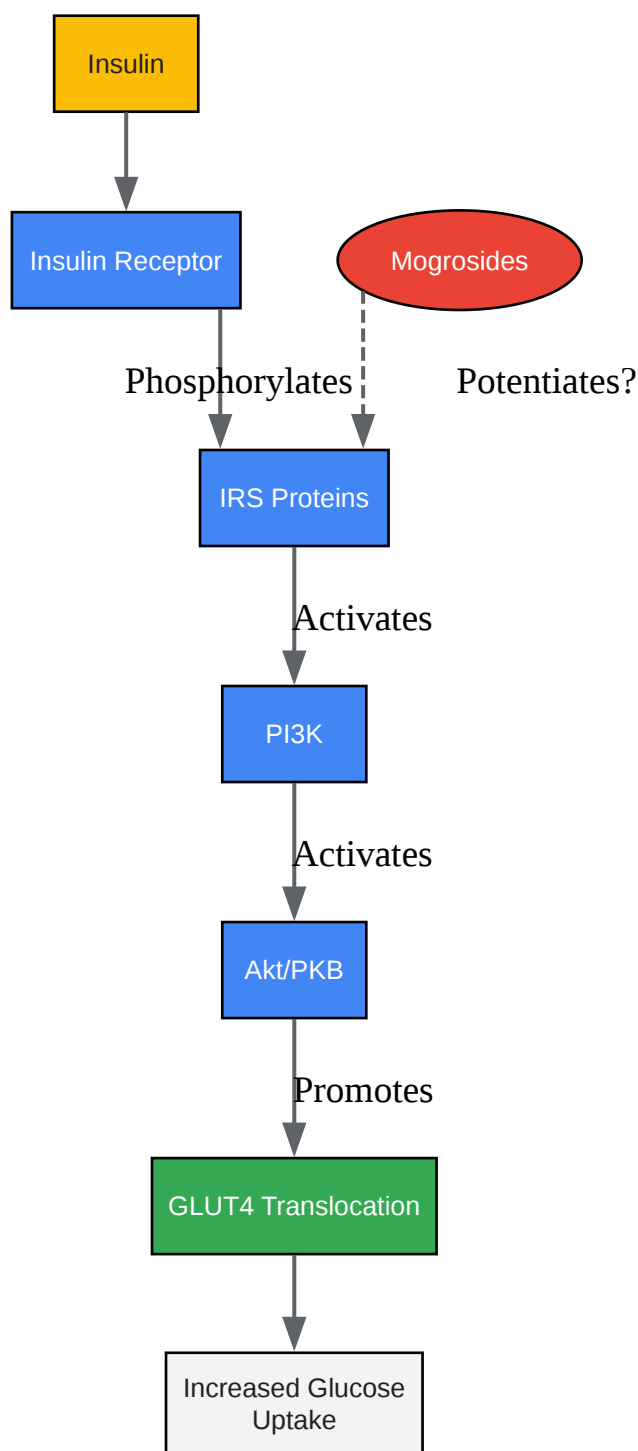 Insulin
Insulin Receptor
Mogrosides
Phosphorylates
Potentiates?
IRS Proteins
Activates
PI3K
Activates
Akt/PKB
Promotes
GLUT4 Translocation
Increased Glucose
Uptake